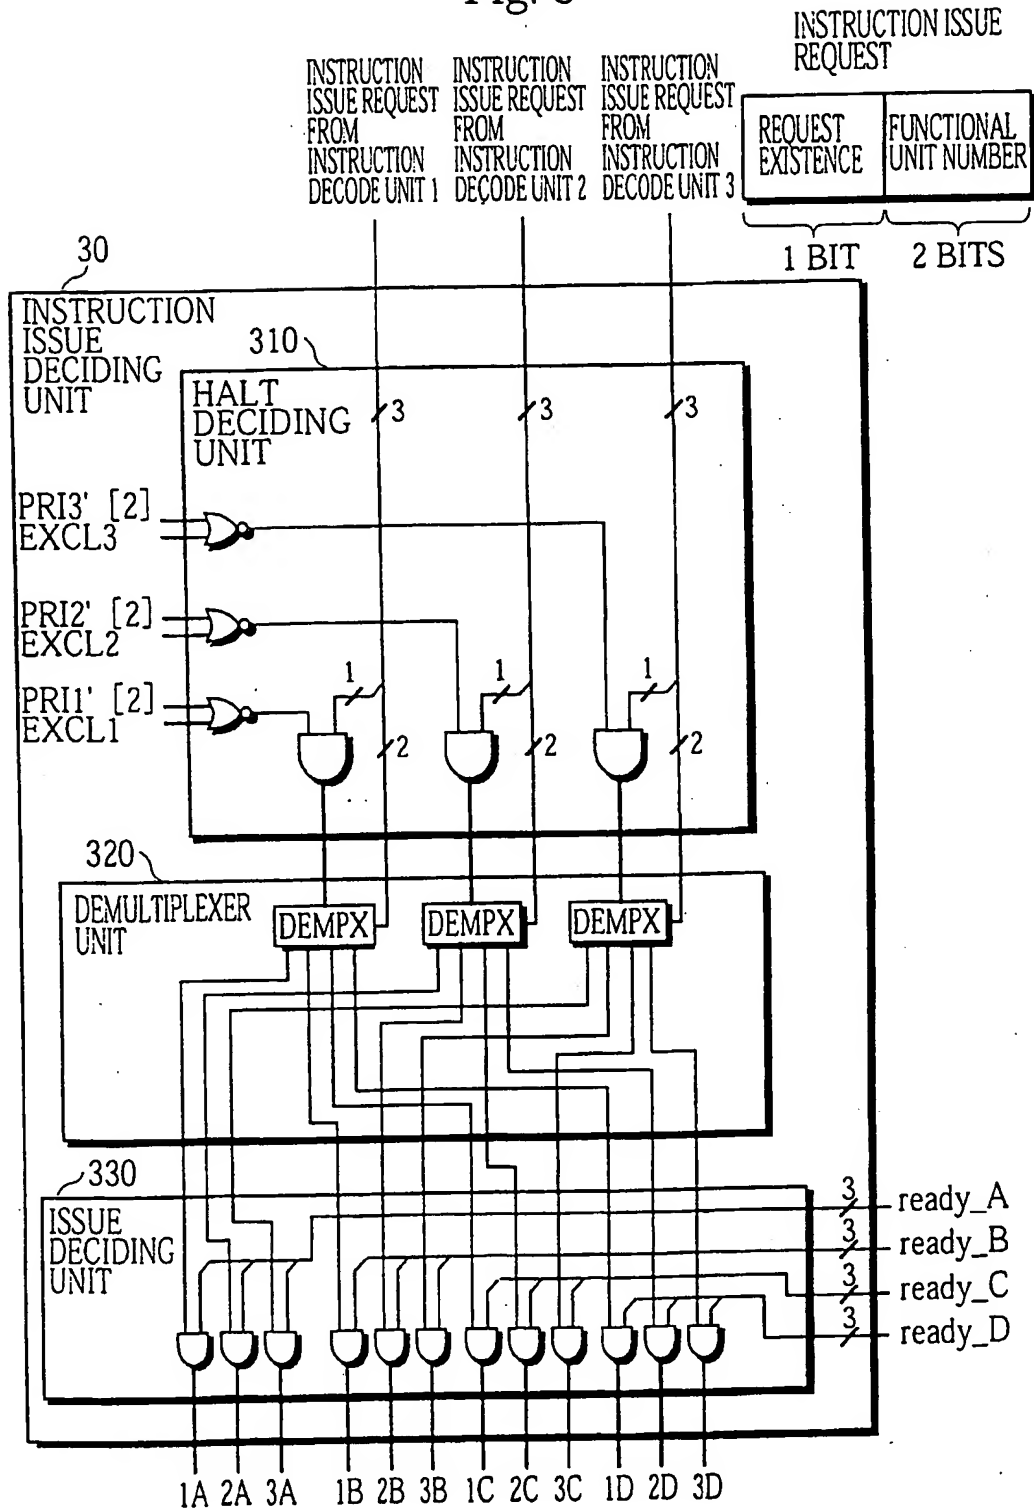 Fig. 
INSTRUCTION ISSUE
REQUEST
REQUEST
EXISTENCE
FUNCTIONAL
UNIT NUMBER
1 BIT
2 BITS
INSTRUCTION
ISSUE REQUEST
FROM
INSTRUCTION
DECODE UNIT 1
INSTRUCTION
ISSUE REQUEST
FROM
INSTRUCTION
DECODE UNIT 2
INSTRUCTION
ISSUE REQUEST
FROM
INSTRUCTION
DECODE UNIT 3
30
INSTRUCTION
ISSUE
DECIDING
UNIT
310
HALT
DECIDING
UNIT
3
3
3
PRI3' [2]
EXCL3
PRI2' [2]
EXCL2
PRI1' [2]
EXCL1
1
1
1
2
2
2
320
DEMULTIPLEXER
UNIT
DEMPX
DEMPX
DEMPX
330
ISSUE
DECIDING
UNIT
3
ready_A
3
ready_B
3
ready_C
3
ready_D
1A 2A 3A 1B 2B 3B 1C 2C 3C 1D 2D 3D